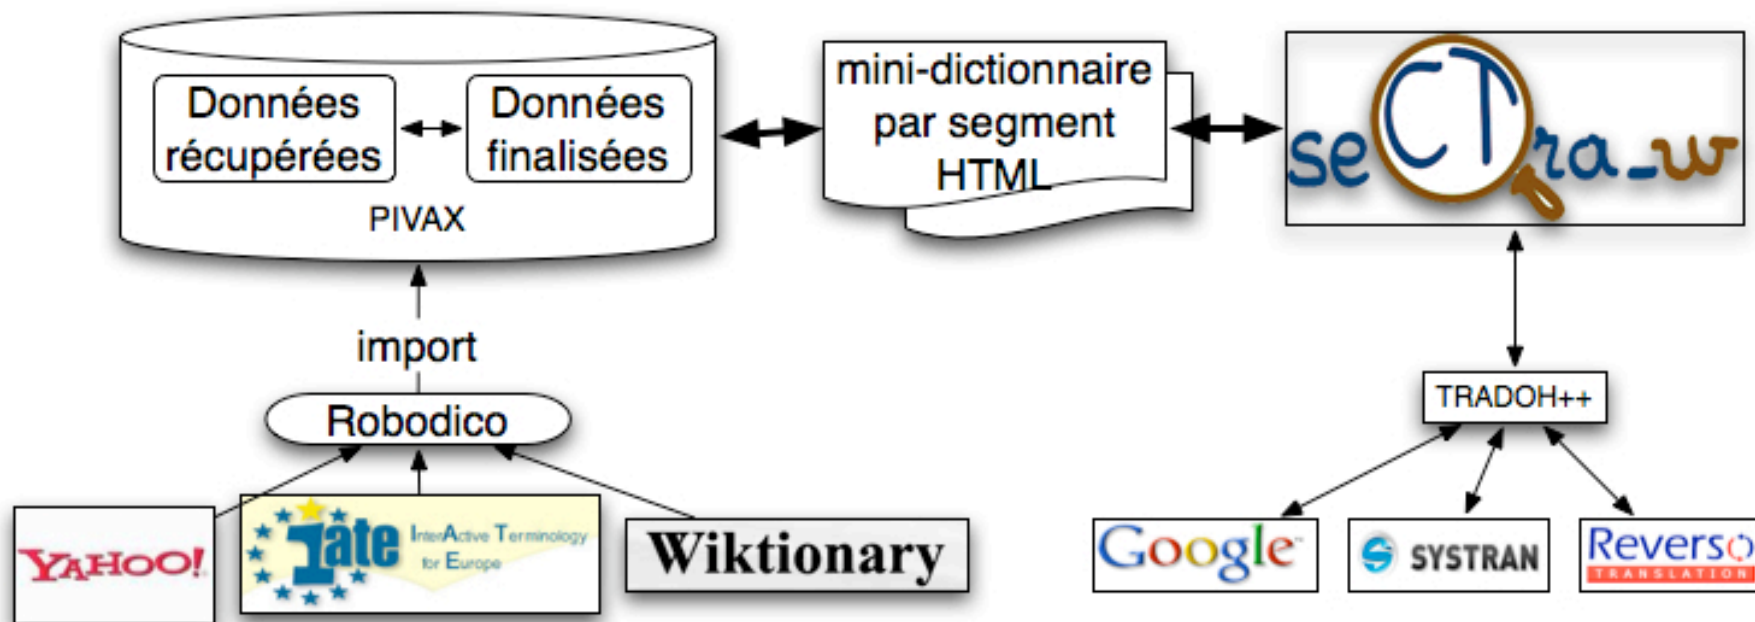 Données
récupérées
Données
finalisées
PIVAX
mini-dictionnaire
par segment
HTML
seCTra_w
import
Robodico
TRADOH++
YAHOO!
Iate InterActive Terminology
for Europe
Wiktionary
Google
SYSTRAN
Reverso
TRANSLATION